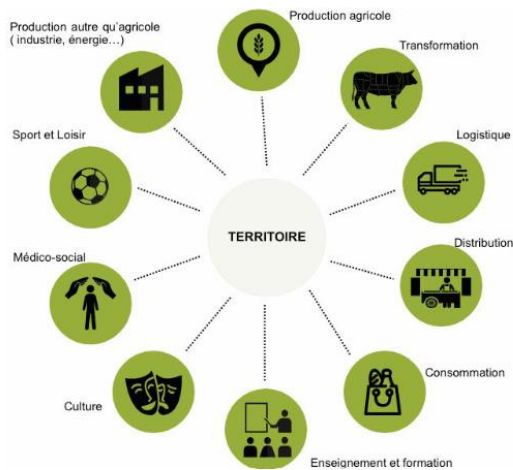 Production agricole
Production autre qu'agricole
( industrie, énergie…)
Transformation
Sport et Loisir
Logistique
TERRITOIRE
Médico-social
Distribution
Consommation
Culture
Enseignement et formation